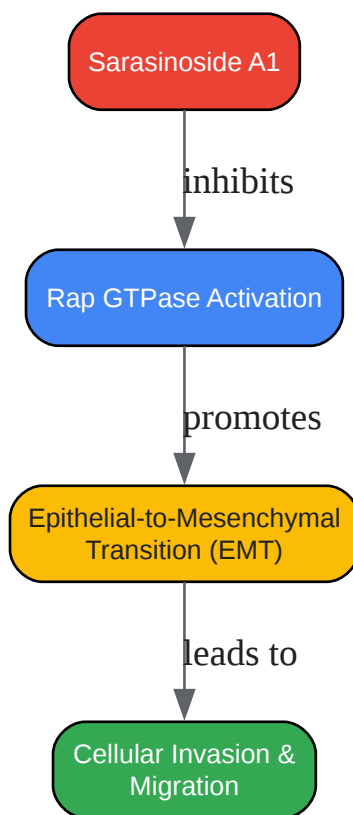 Sarasinoside A1
inhibits
Rap GTPase Activation
promotes
Epithelial-to-Mesenchymal
Transition (EMT)
leads to
Cellular Invasion &
Migration